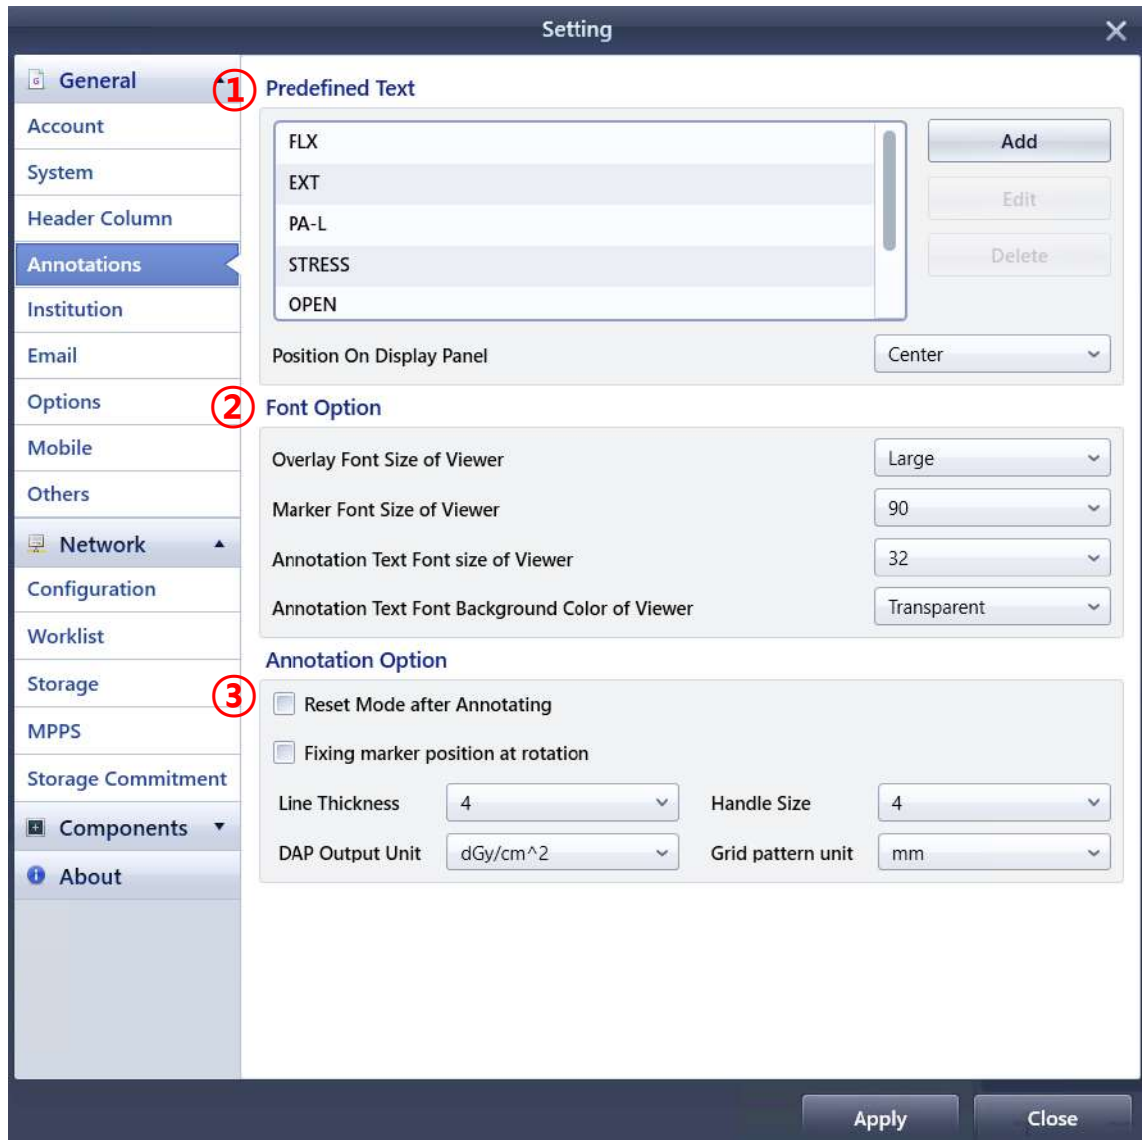 Setting
General
Account
System
Header Column
Annotations
Institution
Email
Options
Mobile
Others
Network
Configuration
Worklist
Storage
MPPS
Storage Commitment
Components
About
① Predefined Text
FLX
EXT
PA-L
STRESS
OPEN
Add
Edit
Delete
Position On Display Panel Center
② Font Option
Overlay Font Size of Viewer Large
Marker Font Size of Viewer 90
Annotation Text Font size of Viewer 32
Annotation Text Font Background Color of Viewer Transparent
Annotation Option
③ Reset Mode after Annotating
Fixing marker position at rotation
Line Thickness 4 Handle Size 4
DAP Output Unit dGy/cm^2 Grid pattern unit mm
Apply Close